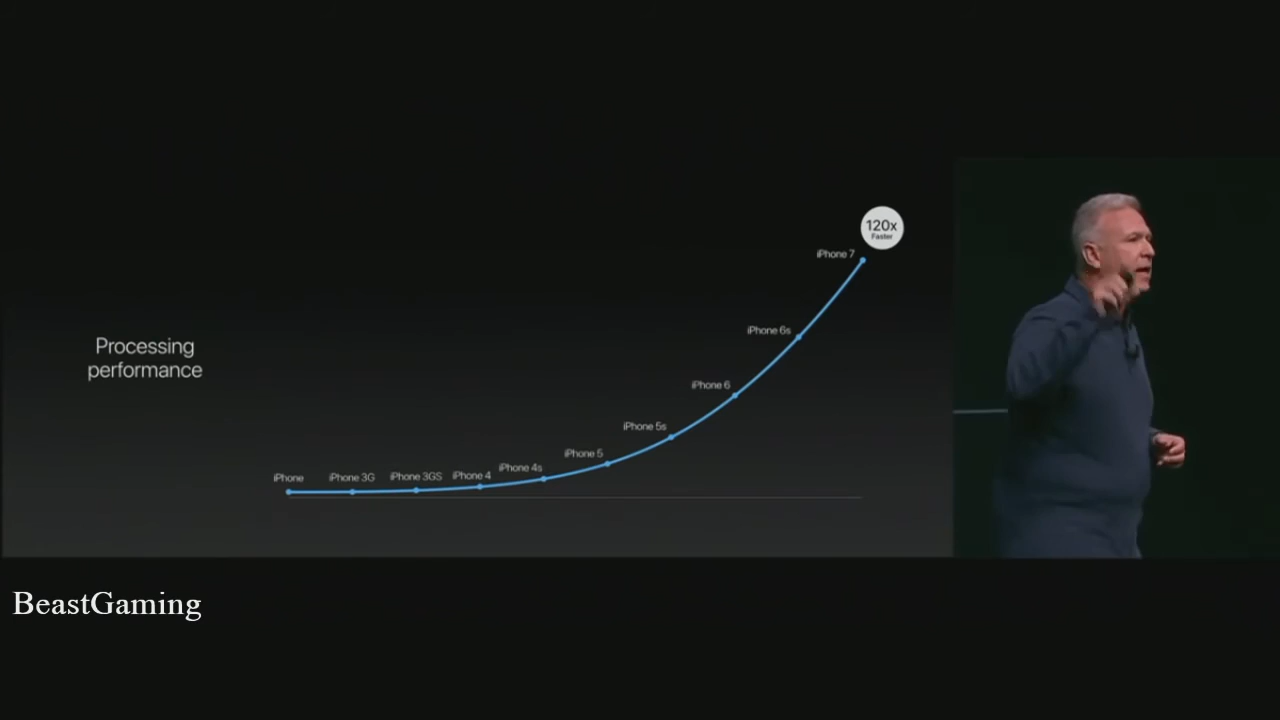 120x
Faster
iPhone 7
iPhone 6s
Processing
performance
iPhone 6
iPhone 5s
iPhone 5
iPhone 4s
iPhone
iPhone 3G
iPhone 3GS
iPhone 4
BeastGaming